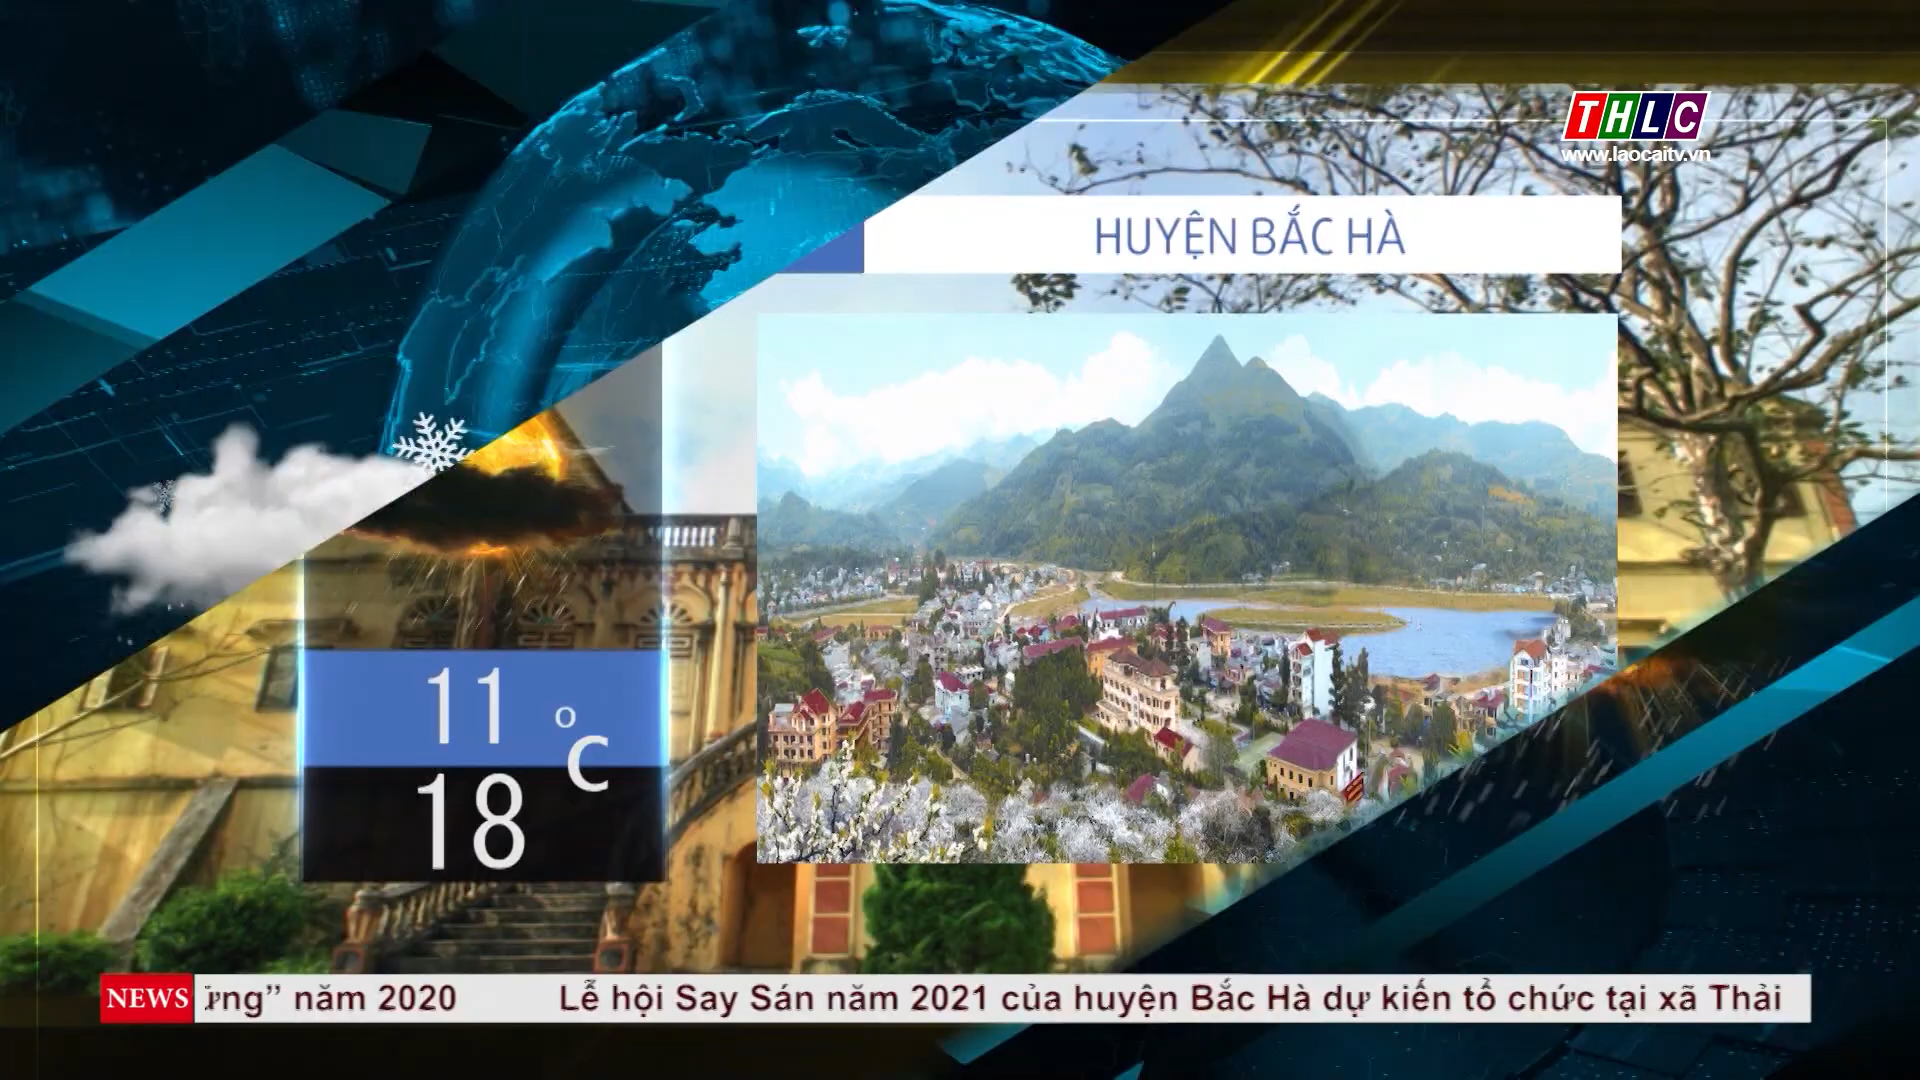 THLC
www.laocaitv.vn
HUYỆN BẮC HÀ
11
°C
18
NEWS
năm 2020 Lễ hội Say Sán năm 2021 của huyện Bắc Hà dự kiến tổ chức tại xã Thải